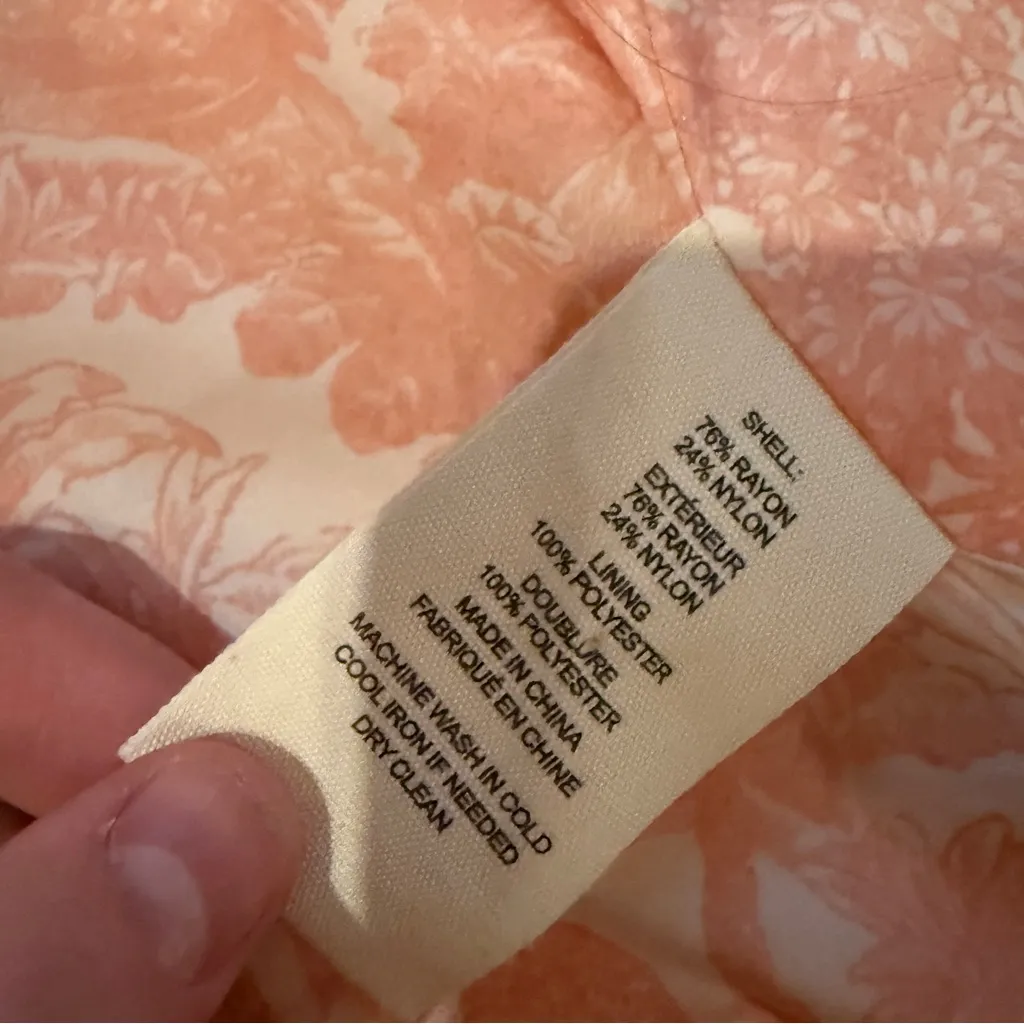 SHELL:
76% RAYON
24% NYLON
EXTÉRIEUR
76% RAYON
24% NYLON
LINING
100% POLYESTER
DOUBLURE
100% POLYESTER
MADE IN CHINA
FABRIQUÉ EN CHINE
MACHINE WASH IN COLD
COOL IRON IF NEEDED
DRY CLEAN